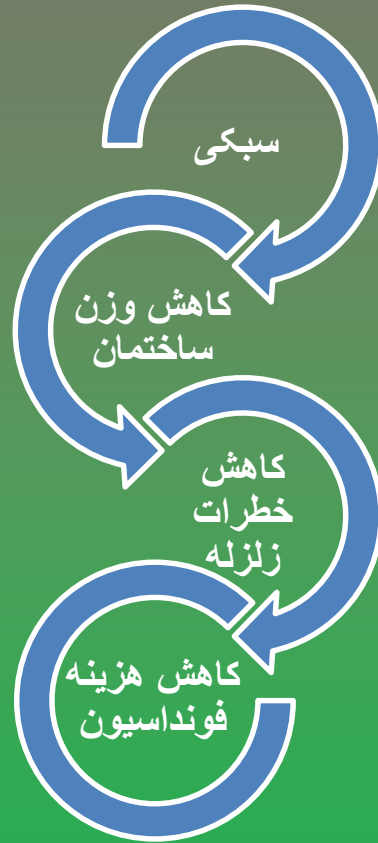 سبکی
کاهش وزن
ساختمان
کاهش
خطرات
زلزله
کاهش هزینه
فونداسیون